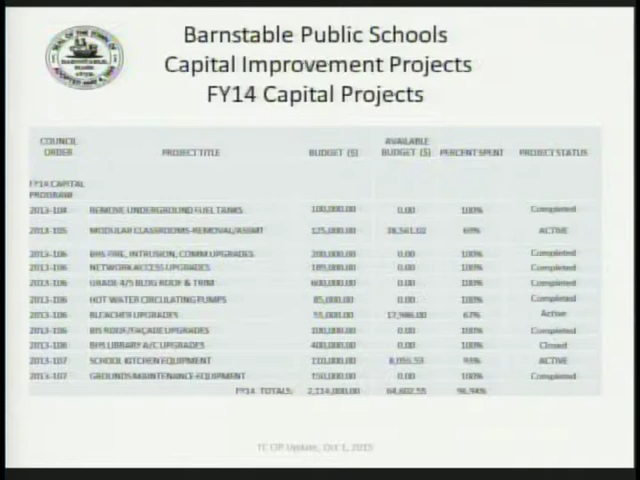 Barnstable Public Schools
Capital Improvement Projects
FY14 Capital Projects
COUNCIL ORDER PROJECT TITLE BUDGET ($) AVAILABLE BUDGET ($) PERCENT SPENT PROJECT STATUS
FY14 CAPITAL PROGRAM
2013-104 REMOVE UNDERGROUND FUEL TANKS 100,000.00 0.00 100% Completed
2013-105 MODULAR CLASSROOMS-REMOVAL/ASSMT 125,000.00 69% ACTIVE
2013-106 BHS FIRE, INTRUSION, COMM UPGRADES 200,000.00 0.00 100% Completed
2013-106 NETWORK ACCESS UPGRADES 189,000.00 0.00 100% Completed
2013-106 GRADE 4/5 BLDG ROOF & TRIM 600,000.00 0.00 100% Completed
2013-106 HOT WATER CIRCULATING PUMPS 85,000.00 0.00 100% Completed
2013-106 BLEACHER UPGRADES 55,000.00 17,986.00 67% Active
2013-106 ROOF/FAÇADE UPGRADES 100,000.00 0.00 100% Completed
2013-106 BHS LIBRARY A/C UPGRADES 400,000.00 0.00 100% Closed
2013-107 SCHOOL KITCHEN EQUIPMENT 110,000.00 93% ACTIVE
2013-107 GROUNDS MAINTENANCE EQUIPMENT 150,000.00 0.00 100% Completed
FY14 TOTALS: 2,114,000.00 64,602.55 96.94%
TC CIP Update, Oct 1, 2015